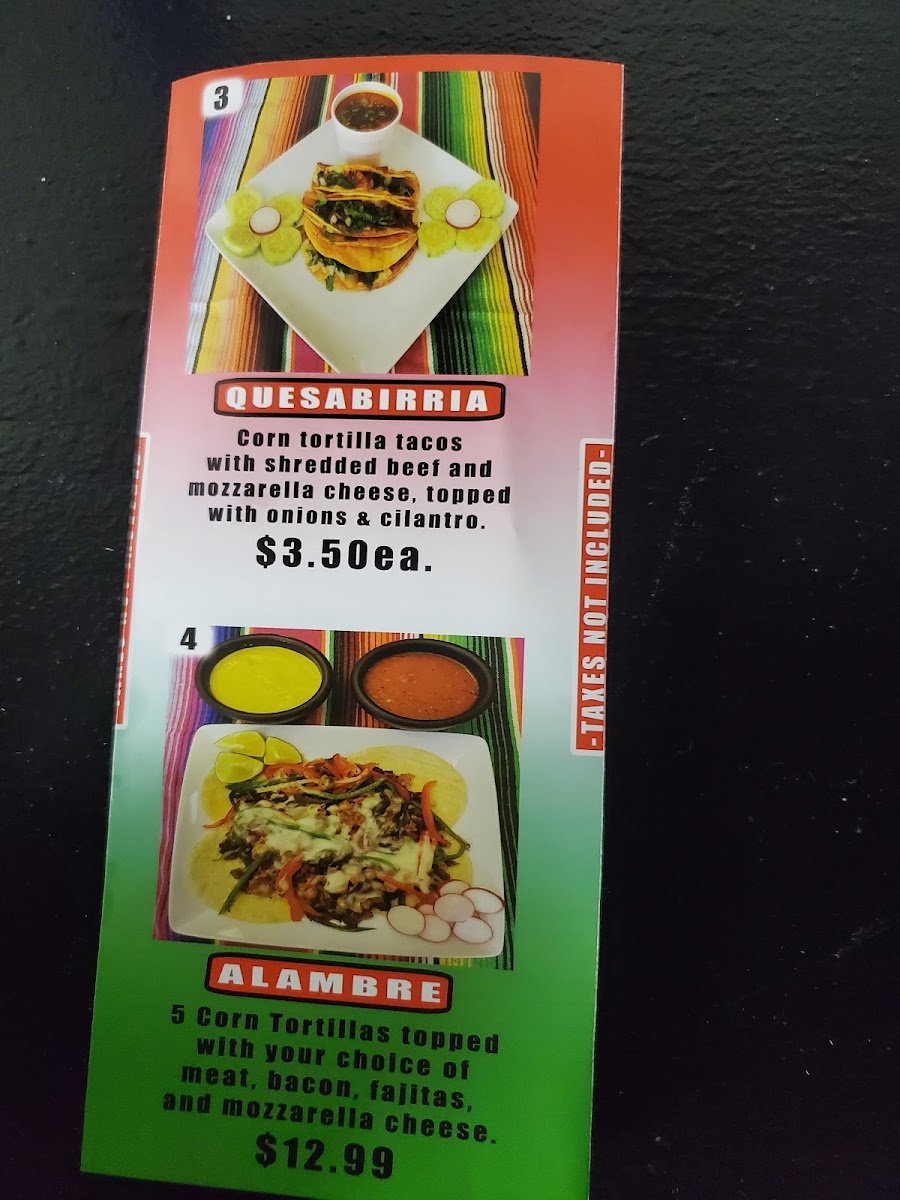 3
QUESABIRRIA
Corn tortilla tacos
with shredded beef and
mozzarella cheese, topped
with onions & cilantro.
$3.50ea.
-TAXES NOT INCLUDED-
4
ALAMBRE
5 Corn Tortillas topped
with your choice of
meat, bacon, fajitas,
and mozzarella cheese.
$12.99